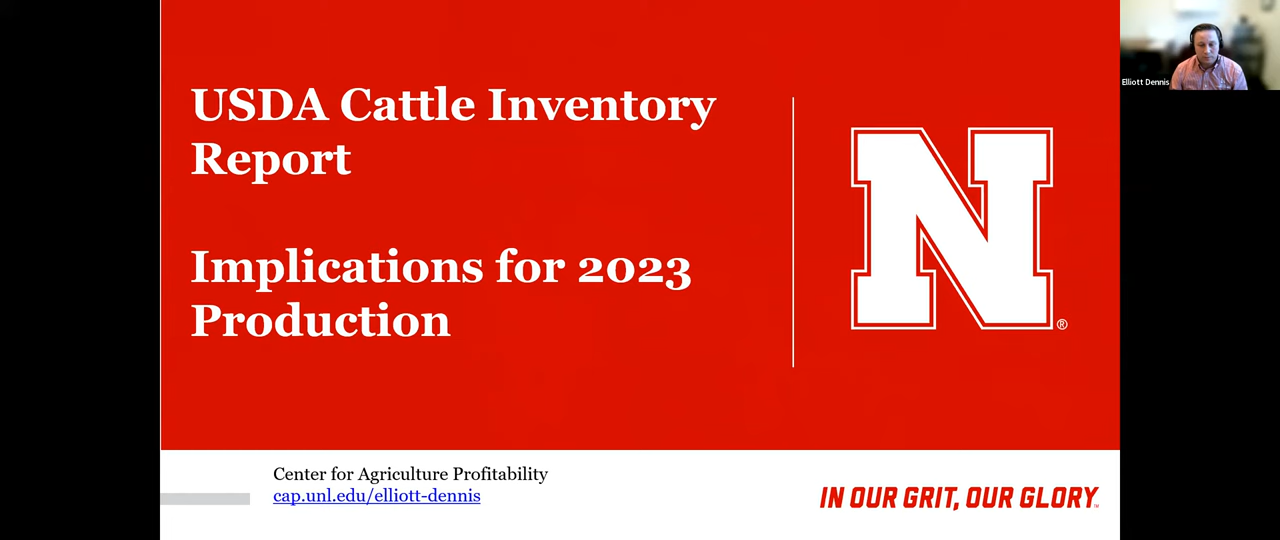 USDA Cattle Inventory
Report
Implications for 2023
Production
N
®
Center for Agriculture Profitability
cap.unl.edu/elliott-dennis
IN OUR GRIT, OUR GLORY™
Elliott Dennis